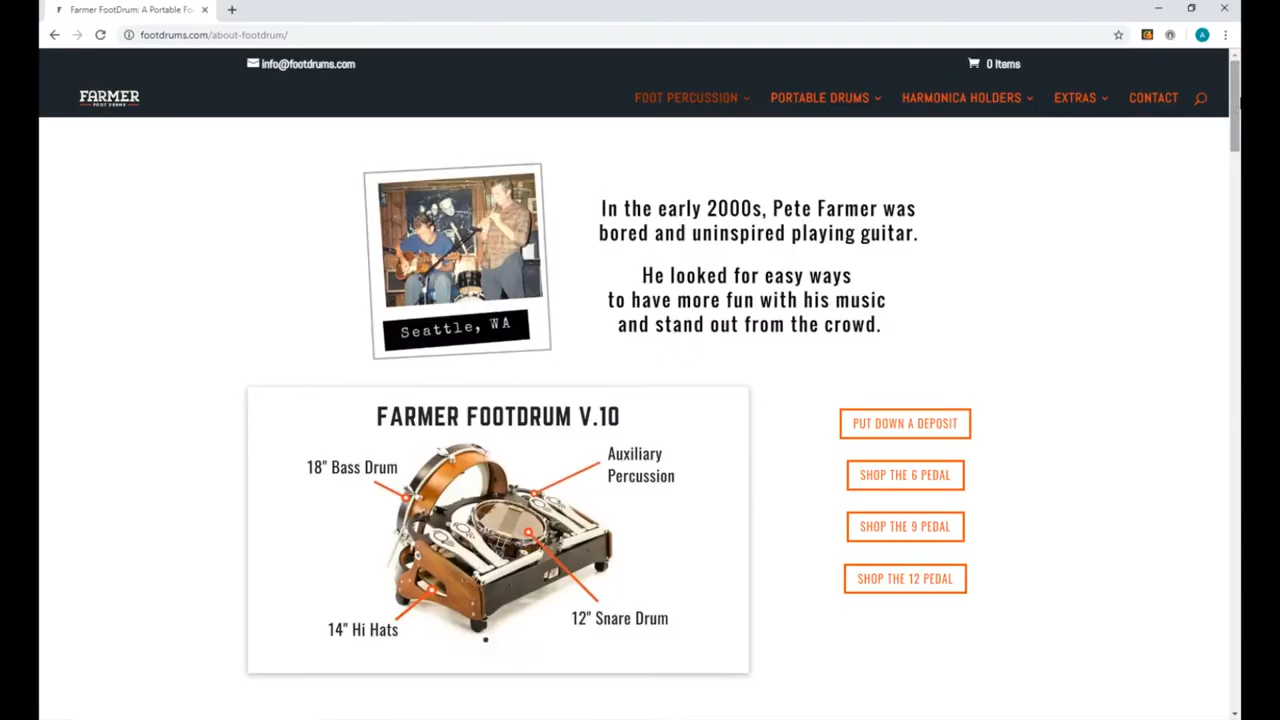 Farmer FootDrum: A Portable Fo
footdrums.com/about-footdrum/
A
info@footdrums.com
0 Items
FARMER
FOOT DRUMS
FOOT PERCUSSION
PORTABLE DRUMS
HARMONICA HOLDERS
EXTRAS
CONTACT
In the early 2000s, Pete Farmer was
bored and uninspired playing guitar.
He looked for easy ways
to have more fun with his music
and stand out from the crowd.
Seattle, WA
FARMER FOOTDRUM V.10
18" Bass Drum
Auxiliary
Percussion
12" Snare Drum
14" Hi Hats
PUT DOWN A DEPOSIT
SHOP THE 6 PEDAL
SHOP THE 9 PEDAL
SHOP THE 12 PEDAL